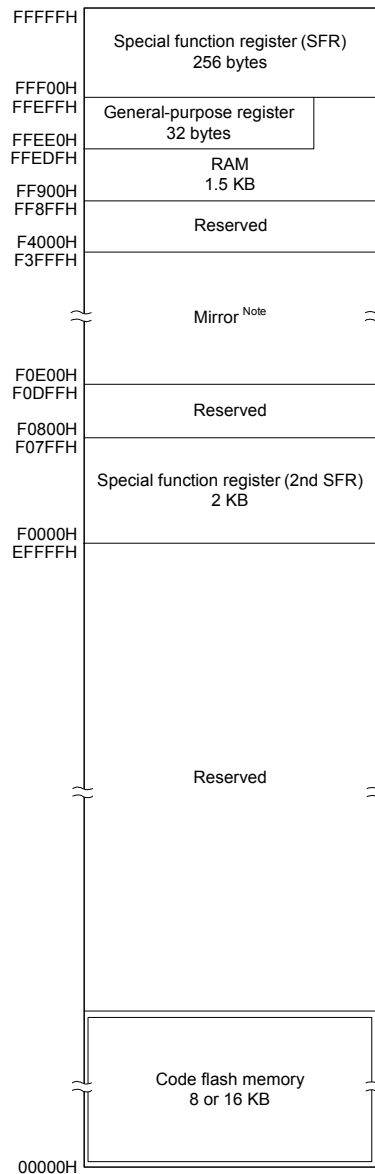 FFFFFH
Special function register (SFR)
256 bytes
FFF00H
FFEFFH
General-purpose register
32 bytes
FFEE0H
FFEDFH
RAM
1.5 KB
FF900H
FF8FFH
Reserved
F4000H
F3FFFH
Mirror Note
F0E00H
F0DFFH
Reserved
F0800H
F07FFH
Special function register (2nd SFR)
2 KB
F0000H
EFFFFH
Reserved
Code flash memory
8 or 16 KB
00000H